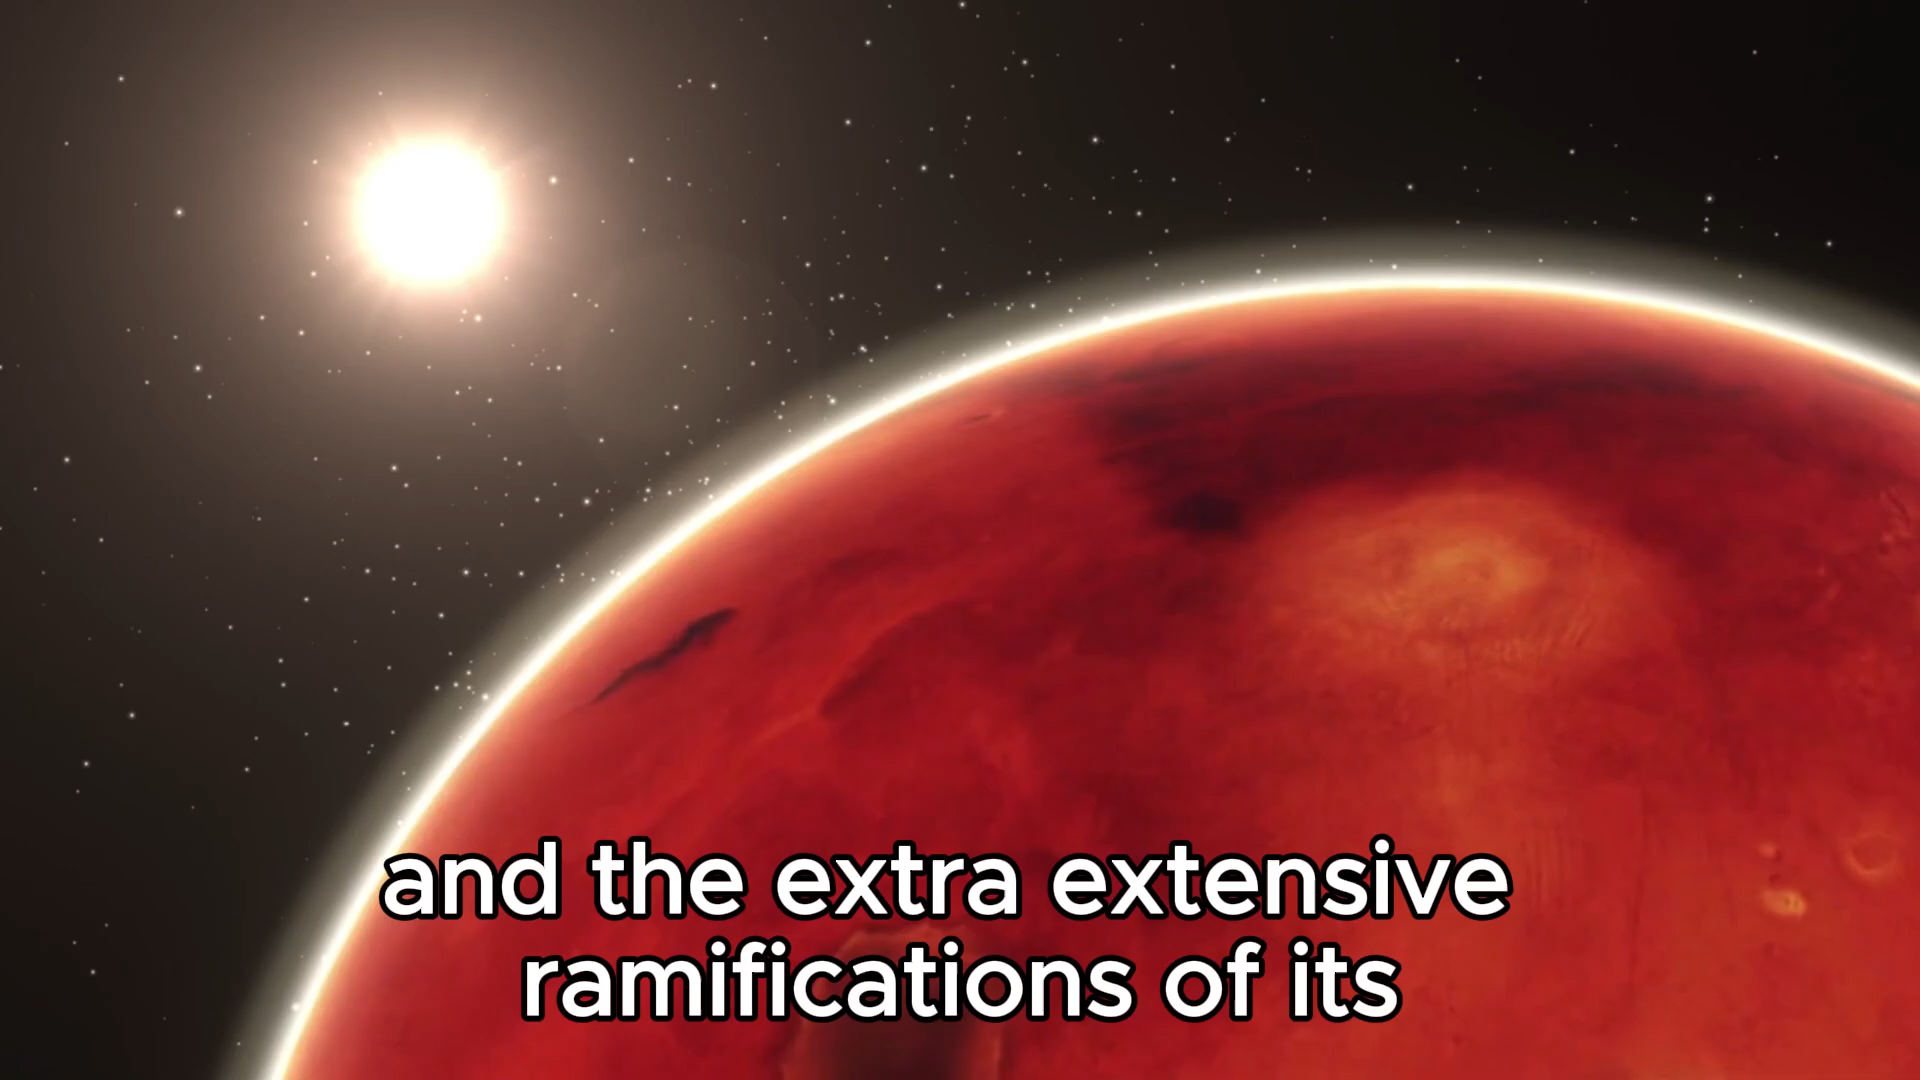 and the extra extensive
ramifications of its